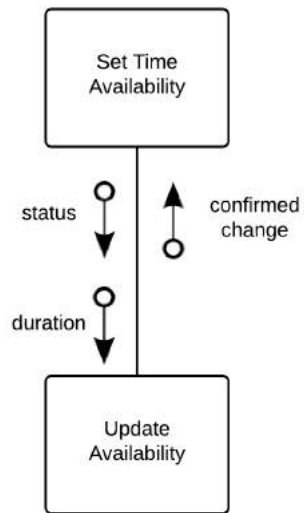 Set Time
Availability
status
confirmed
change
duration
Update
Availability